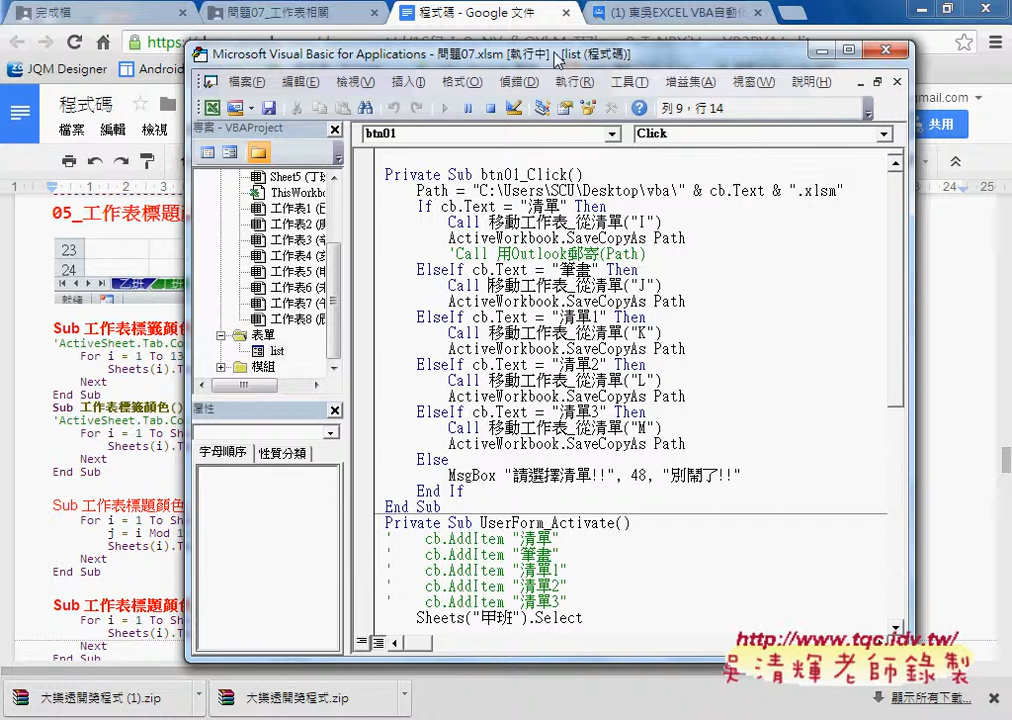 完成檔
問題07_工作表相關
程式碼 - Google 文件
(1) 東吳EXCEL VBA自動化
JQM Designer
Android
程式碼
檔案 編輯 檢視
共用
Microsoft Visual Basic for Applications - 問題07.xlsm [執行中] - [list (程式碼)]
檔案(F) 編輯(E) 檢視(V) 插入(I) 格式(O) 偵錯(D) 執行(R) 工具(T) 增益集(A) 視窗(W) 說明(H)
列 9, 行 14
專案 - VBAProject
ThisWorkbo
工作表1
工作表2
工作表3
工作表4
工作表5
工作表6
工作表7
工作表8
表單
list
模組
屬性
字母順序 性質分類
btn01 Click
Private Sub btn01_Click()
Path = "C:\Users\SCU\Desktop\vba\" & cb.Text & ".xlsm"
If cb.Text = "清單" Then
Call 移動工作表_從清單("I")
ActiveWorkbook.SaveCopyAs Path
'Call 用Outlook郵寄(Path)
ElseIf cb.Text = "筆畫" Then
Call 移動工作表_從清單("J")
ActiveWorkbook.SaveCopyAs Path
ElseIf cb.Text = "清單1" Then
Call 移動工作表_從清單("K")
ActiveWorkbook.SaveCopyAs Path
ElseIf cb.Text = "清單2" Then
Call 移動工作表_從清單("L")
ActiveWorkbook.SaveCopyAs Path
ElseIf cb.Text = "清單3" Then
Call 移動工作表_從清單("M")
ActiveWorkbook.SaveCopyAs Path
Else
MsgBox "請選擇清單!!", 48, "別鬧了!!"
End If
End Sub
Private Sub UserForm_Activate()
' cb.AddItem "清單"
' cb.AddItem "筆畫"
' cb.AddItem "清單1"
' cb.AddItem "清單2"
' cb.AddItem "清單3"
Sheets("甲班").Select
05_工作表標題
23
24
Sub 工作表標籤顏色
'ActiveSheet.Tab.Co
For i = 1 To 13
Sheets(i).T
Next
End Sub
Sub 工作表標籤顏色()
'ActiveSheet.Tab.Co
For i = 1 To Sh
Sheets(i).T
Next
End Sub
Sub 工作表標題顏色
For i = 1 To Sh
j = i Mod 1
Sheets(i).T
Next
End Sub
Sub 工作表標題顏色
For i = 1 To Sh
Sheets(i).T
Next
End Sub
http://www.tqc.idv.tw/
吳清輝老師錄製
大樂透開獎程式 (1).zip
大樂透開獎程式.zip
顯示所有下載...